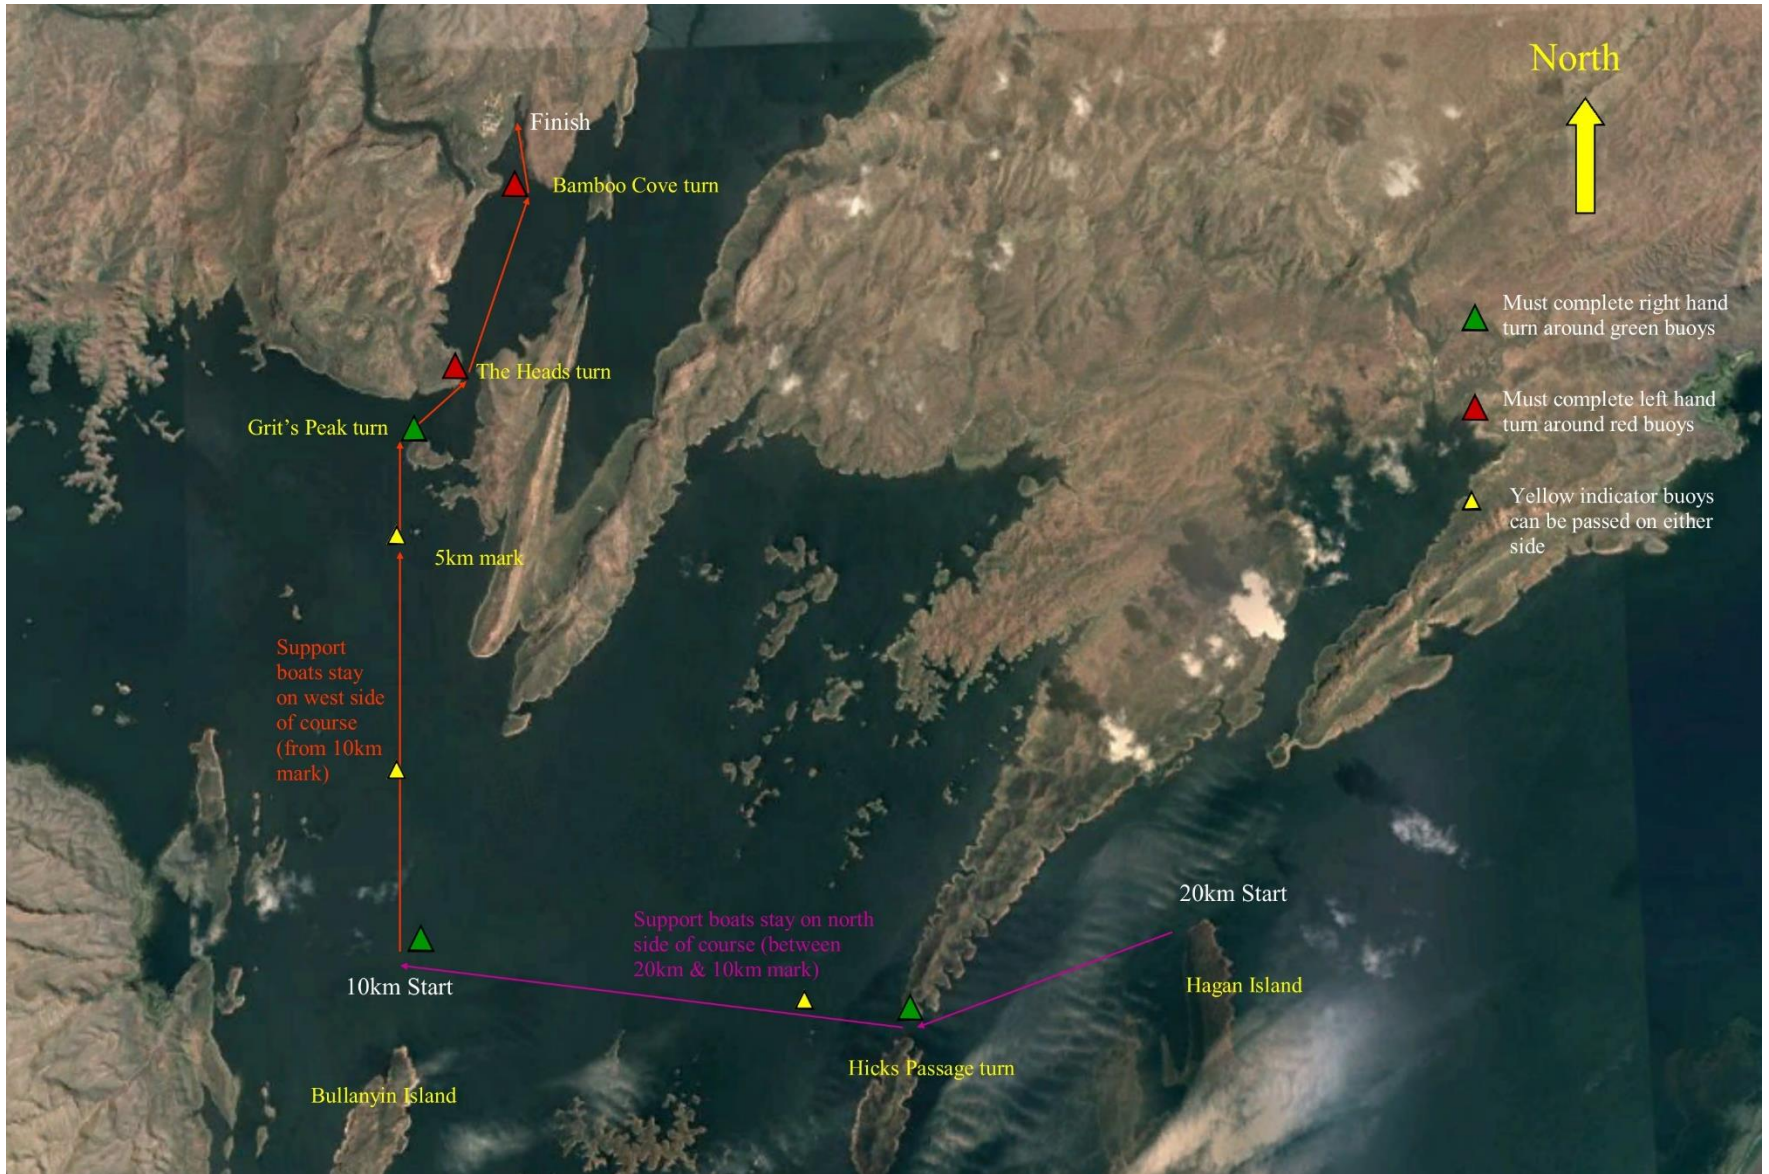 North
Finish
Bamboo Cove turn
Must complete right hand
turn around green buoys
The Heads turn
Must complete left hand
turn around red buoys
Grit's Peak turn
Yellow indicator buoys
can be passed on either
side
5km mark
Support
boats stay
on west side
of course
(from 10km
mark)
20km Start
Support boats stay on north
side of course (between
20km & 10km mark)
10km Start
Hagan Island
Hicks Passage turn
Bullanyin Island